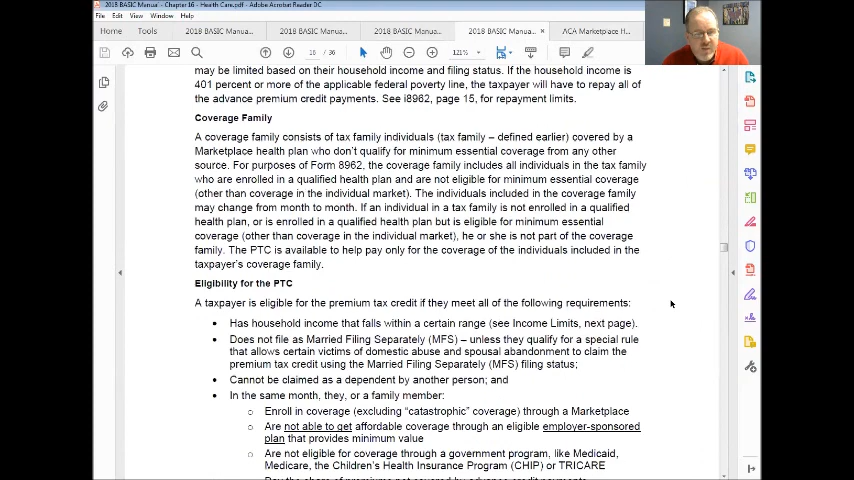 2018 BASIC Manual - Chapter 16 - Health Care.pdf - Adobe Acrobat Reader DC
File Edit View Window Help
Home Tools 2018 BASIC Manua... 2018 BASIC Manua... 2018 BASIC Manua... 2018 BASIC Manua... × ACA Marketplace H...
16 / 36 121%
may be limited based on their household income and filing status. If the household income is
401 percent or more of the applicable federal poverty line, the taxpayer will have to repay all of
the advance premium credit payments. See i8962, page 15, for repayment limits.
Coverage Family
A coverage family consists of tax family individuals (tax family – defined earlier) covered by a
Marketplace health plan who don't qualify for minimum essential coverage from any other
source. For purposes of Form 8962, the coverage family includes all individuals in the tax family
who are enrolled in a qualified health plan and are not eligible for minimum essential coverage
(other than coverage in the individual market). The individuals included in the coverage family
may change from month to month. If an individual in a tax family is not enrolled in a qualified
health plan, or is enrolled in a qualified health plan but is eligible for minimum essential
coverage (other than coverage in the individual market), he or she is not part of the coverage
family. The PTC is available to help pay only for the coverage of the individuals included in the
taxpayer's coverage family.
Eligibility for the PTC
A taxpayer is eligible for the premium tax credit if they meet all of the following requirements:
• Has household income that falls within a certain range (see Income Limits, next page).
• Does not file as Married Filing Separately (MFS) – unless they qualify for a special rule
that allows certain victims of domestic abuse and spousal abandonment to claim the
premium tax credit using the Married Filing Separately (MFS) filing status;
• Cannot be claimed as a dependent by another person; and
• In the same month, they, or a family member:
o Enroll in coverage (excluding "catastrophic" coverage) through a Marketplace
o Are not able to get affordable coverage through an eligible employer-sponsored
plan that provides minimum value
o Are not eligible for coverage through a government program, like Medicaid,
Medicare, the Children's Health Insurance Program (CHIP) or TRICARE
Pay the share of premiums not covered by advance credit payments